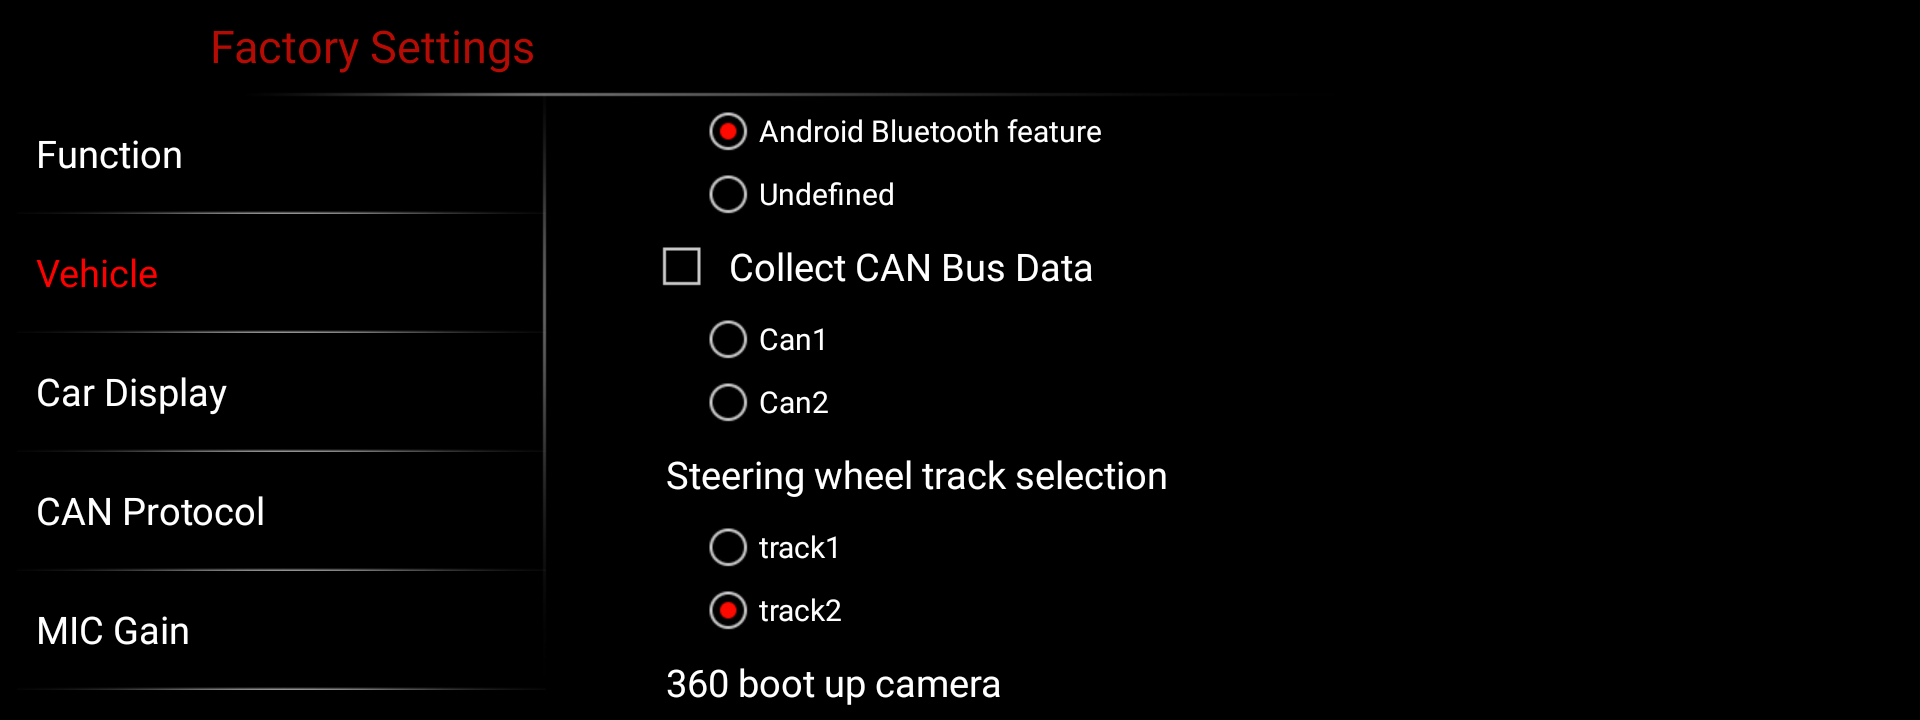 Factory Settings
Function
Vehicle
Car Display
CAN Protocol
MIC Gain
Android Bluetooth feature
Undefined
Collect CAN Bus Data
Can1
Can2
Steering wheel track selection
track1
track2
360 boot up camera